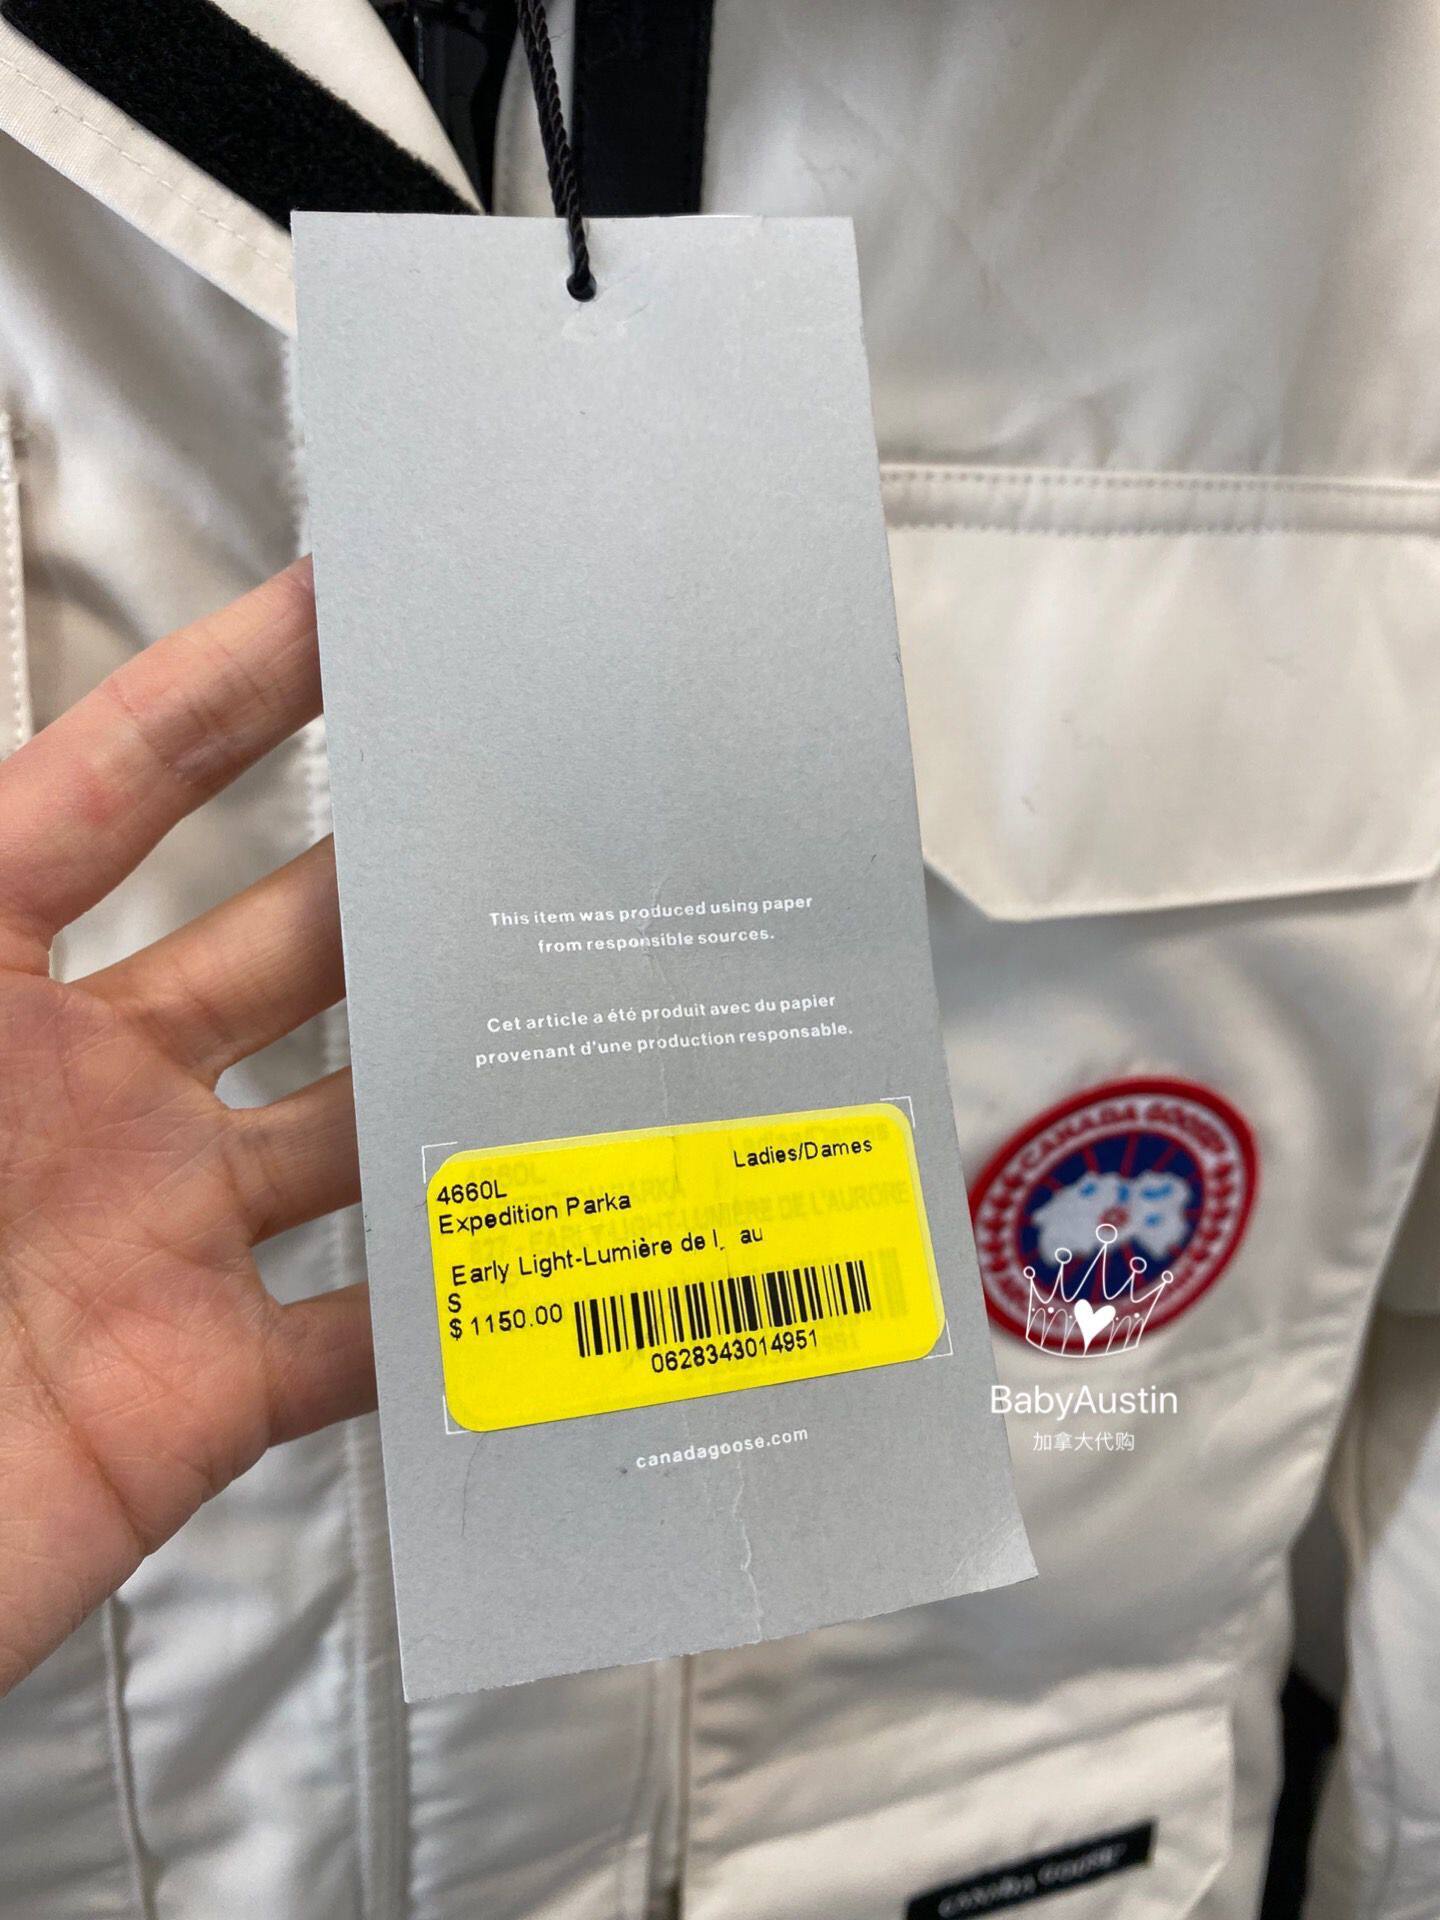 This item was produced using paper
from responsible sources.
Cet article a été produit avec du papier
provenant d'une production responsable.
Ladies/Dames
4660L
Expedition Parka
Early Light-Lumière de l au
S
$ 1150.00
0628343014951
canadagoose.com
CANADA GOOSE
BabyAustin
加拿大代购
CANADA GOOSE